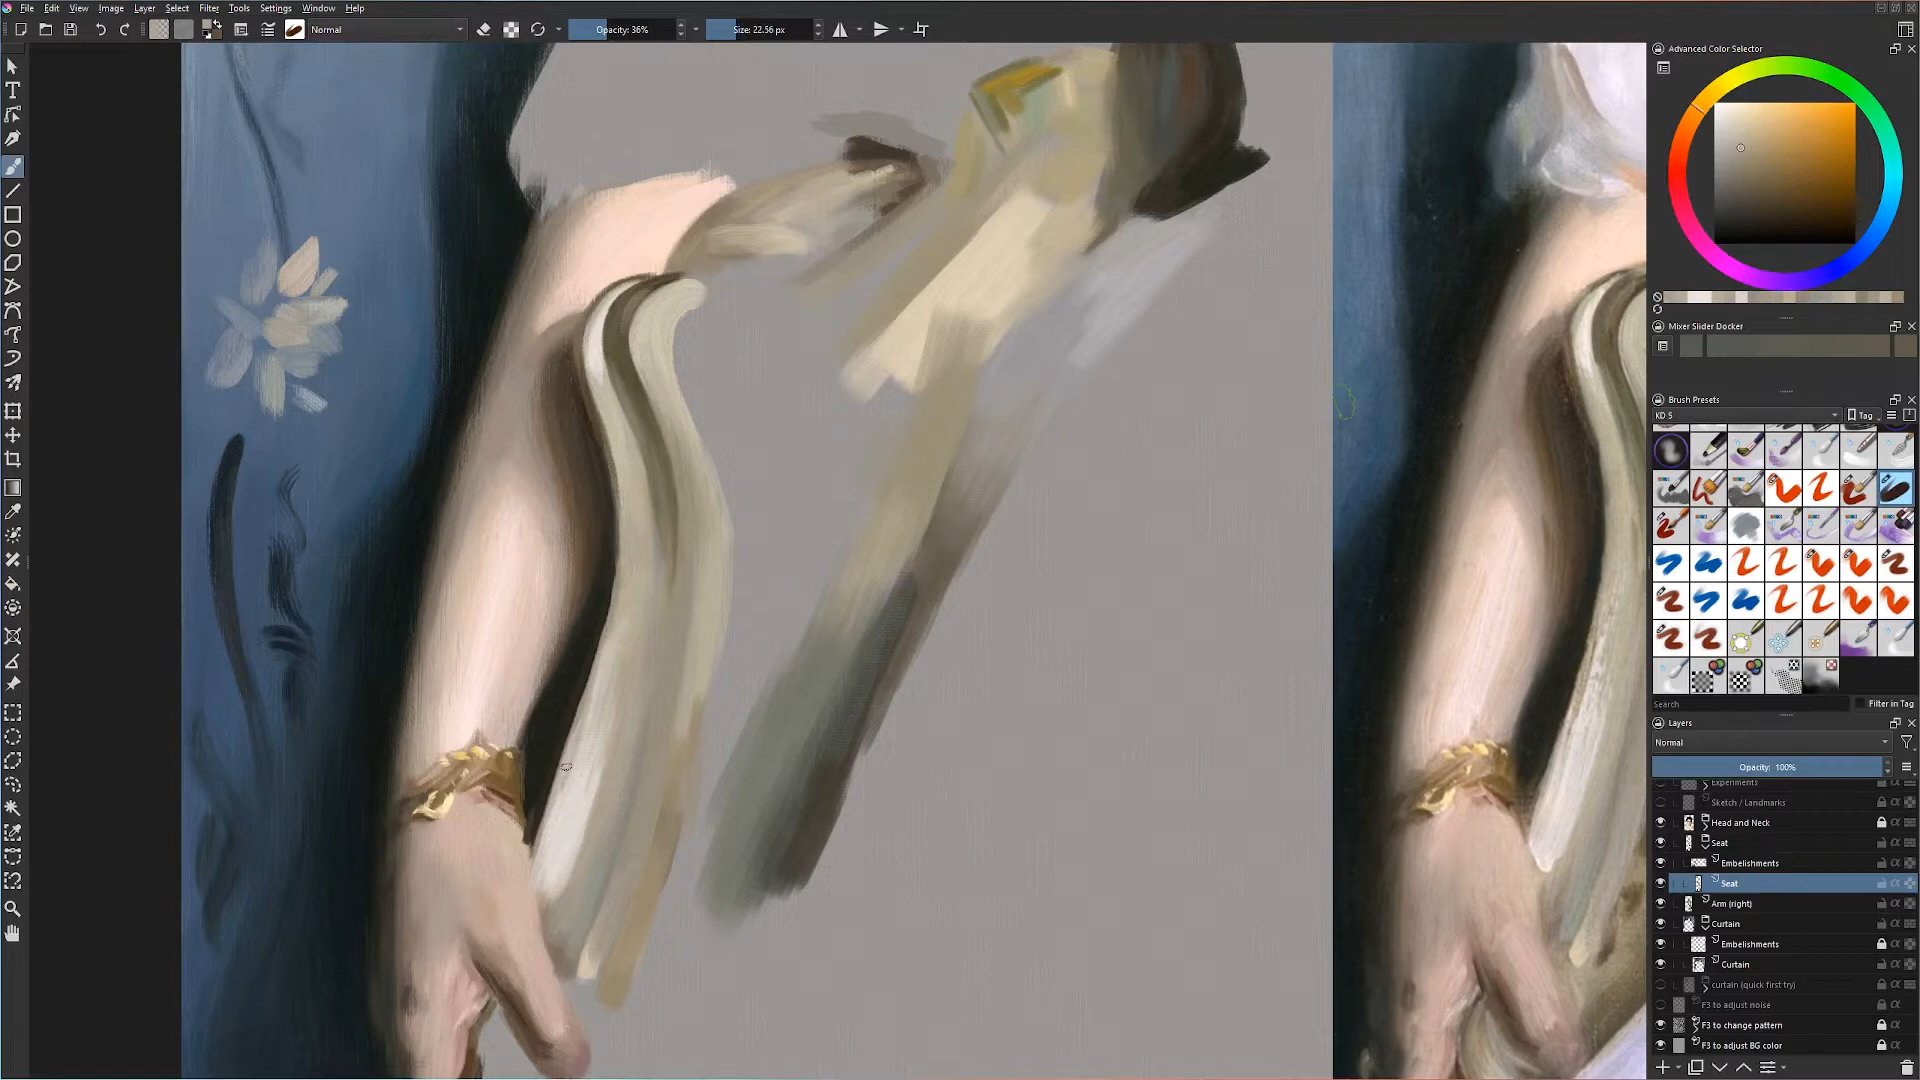 File Edit View Image Layer Select Filter Tools Settings Window Help
Normal
Opacity: 36%
Size: 22.56 px
Advanced Color Selector
Mixer Slider Docker
Brush Presets
KD 5
Tag
Search
Filter in Tag
Layers
Normal
Opacity: 100%
Experiments
Sketch / Landmarks
Head and Neck
Seat
Embelishments
Seat
Arm (right)
Curtain
Embelishments
Curtain
curtain (quick first try)
F3 to adjust noise
F3 to change pattern
F3 to adjust BG color